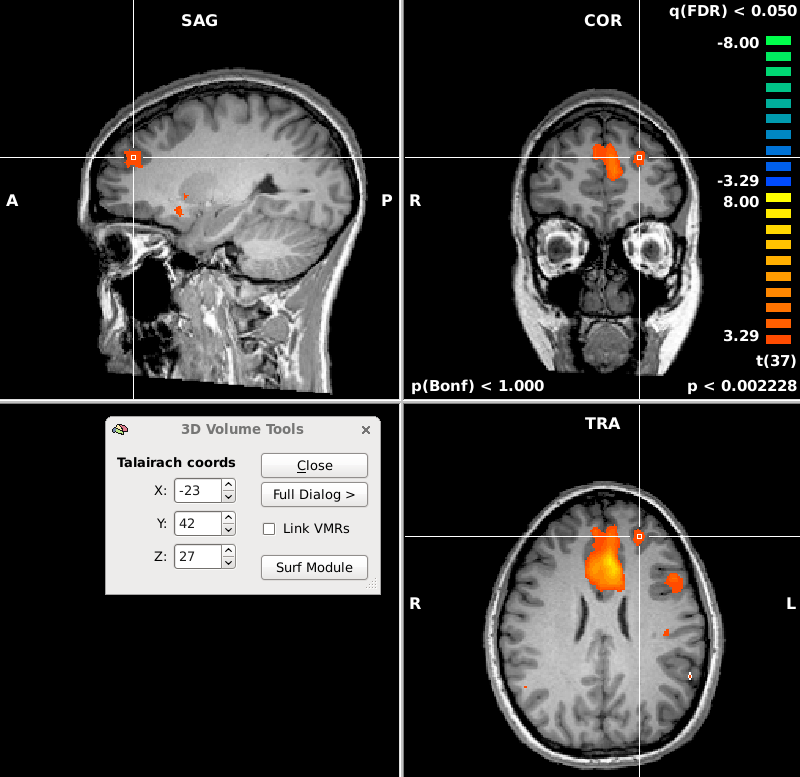 SAG
A
P
COR
q(FDR) < 0.050
-8.00
-3.29
8.00
R
3.29
t(37)
p(Bonf) < 1.000
p < 0.002228
3D Volume Tools
Talairach coords
Close
X: -23
Full Dialog >
Y: 42
Link VMRs
Z: 27
Surf Module
TRA
R
L